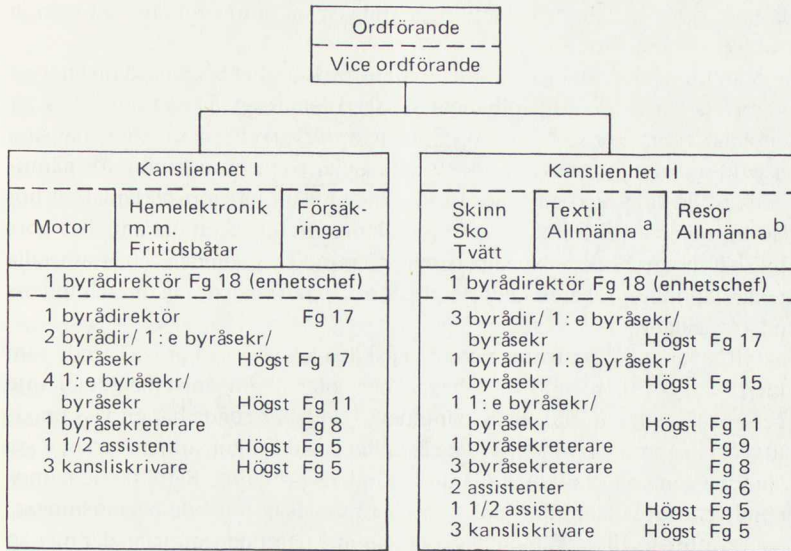 Ordförande
Vice ordförande
Kanslienhet I
Motor
Hemelektronik
m.m.
Fritidsbåtar
Försäk-
ringar
1 byrådirektör Fg 18 (enhetschef)
1 byrådirektör Fg 17
2 byrådir/ 1:e byråsekr/
byråsekr Högst Fg 17
4 1:e byråsekr/
byråsekr Högst Fg 11
1 byråsekreterare Fg 8
1 1/2 assistent Högst Fg 5
3 kansliskrivare Högst Fg 5
Kanslienhet II
Skinn
Sko
Tvätt
Textil
Allmänna a
Resor
Allmänna b
1 byrådirektör Fg 18 (enhetschef)
3 byrådir/ 1:e byråsekr/
byråsekr Högst Fg 17
1 byrådir/ 1:e byråsekr /
byråsekr Högst Fg 15
1 1:e byråsekr/
byråsekr Högst Fg 11
1 byråsekreterare Fg 9
3 byråsekreterare Fg 8
2 assistenter Fg 6
1 1/2 assistent Högst Fg 5
3 kansliskrivare Högst Fg 5